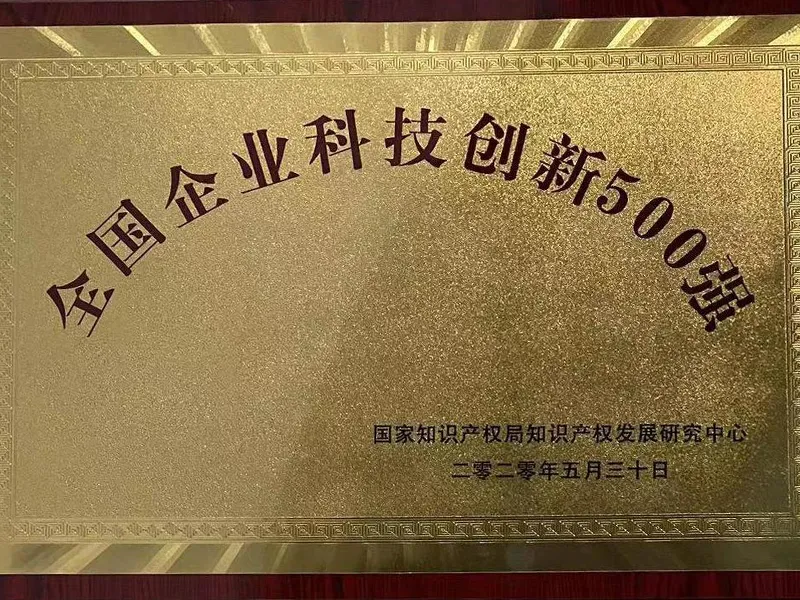 全国企业科技创新500强
国家知识产权局知识产权发展研究中心
二零二零年五月三十日